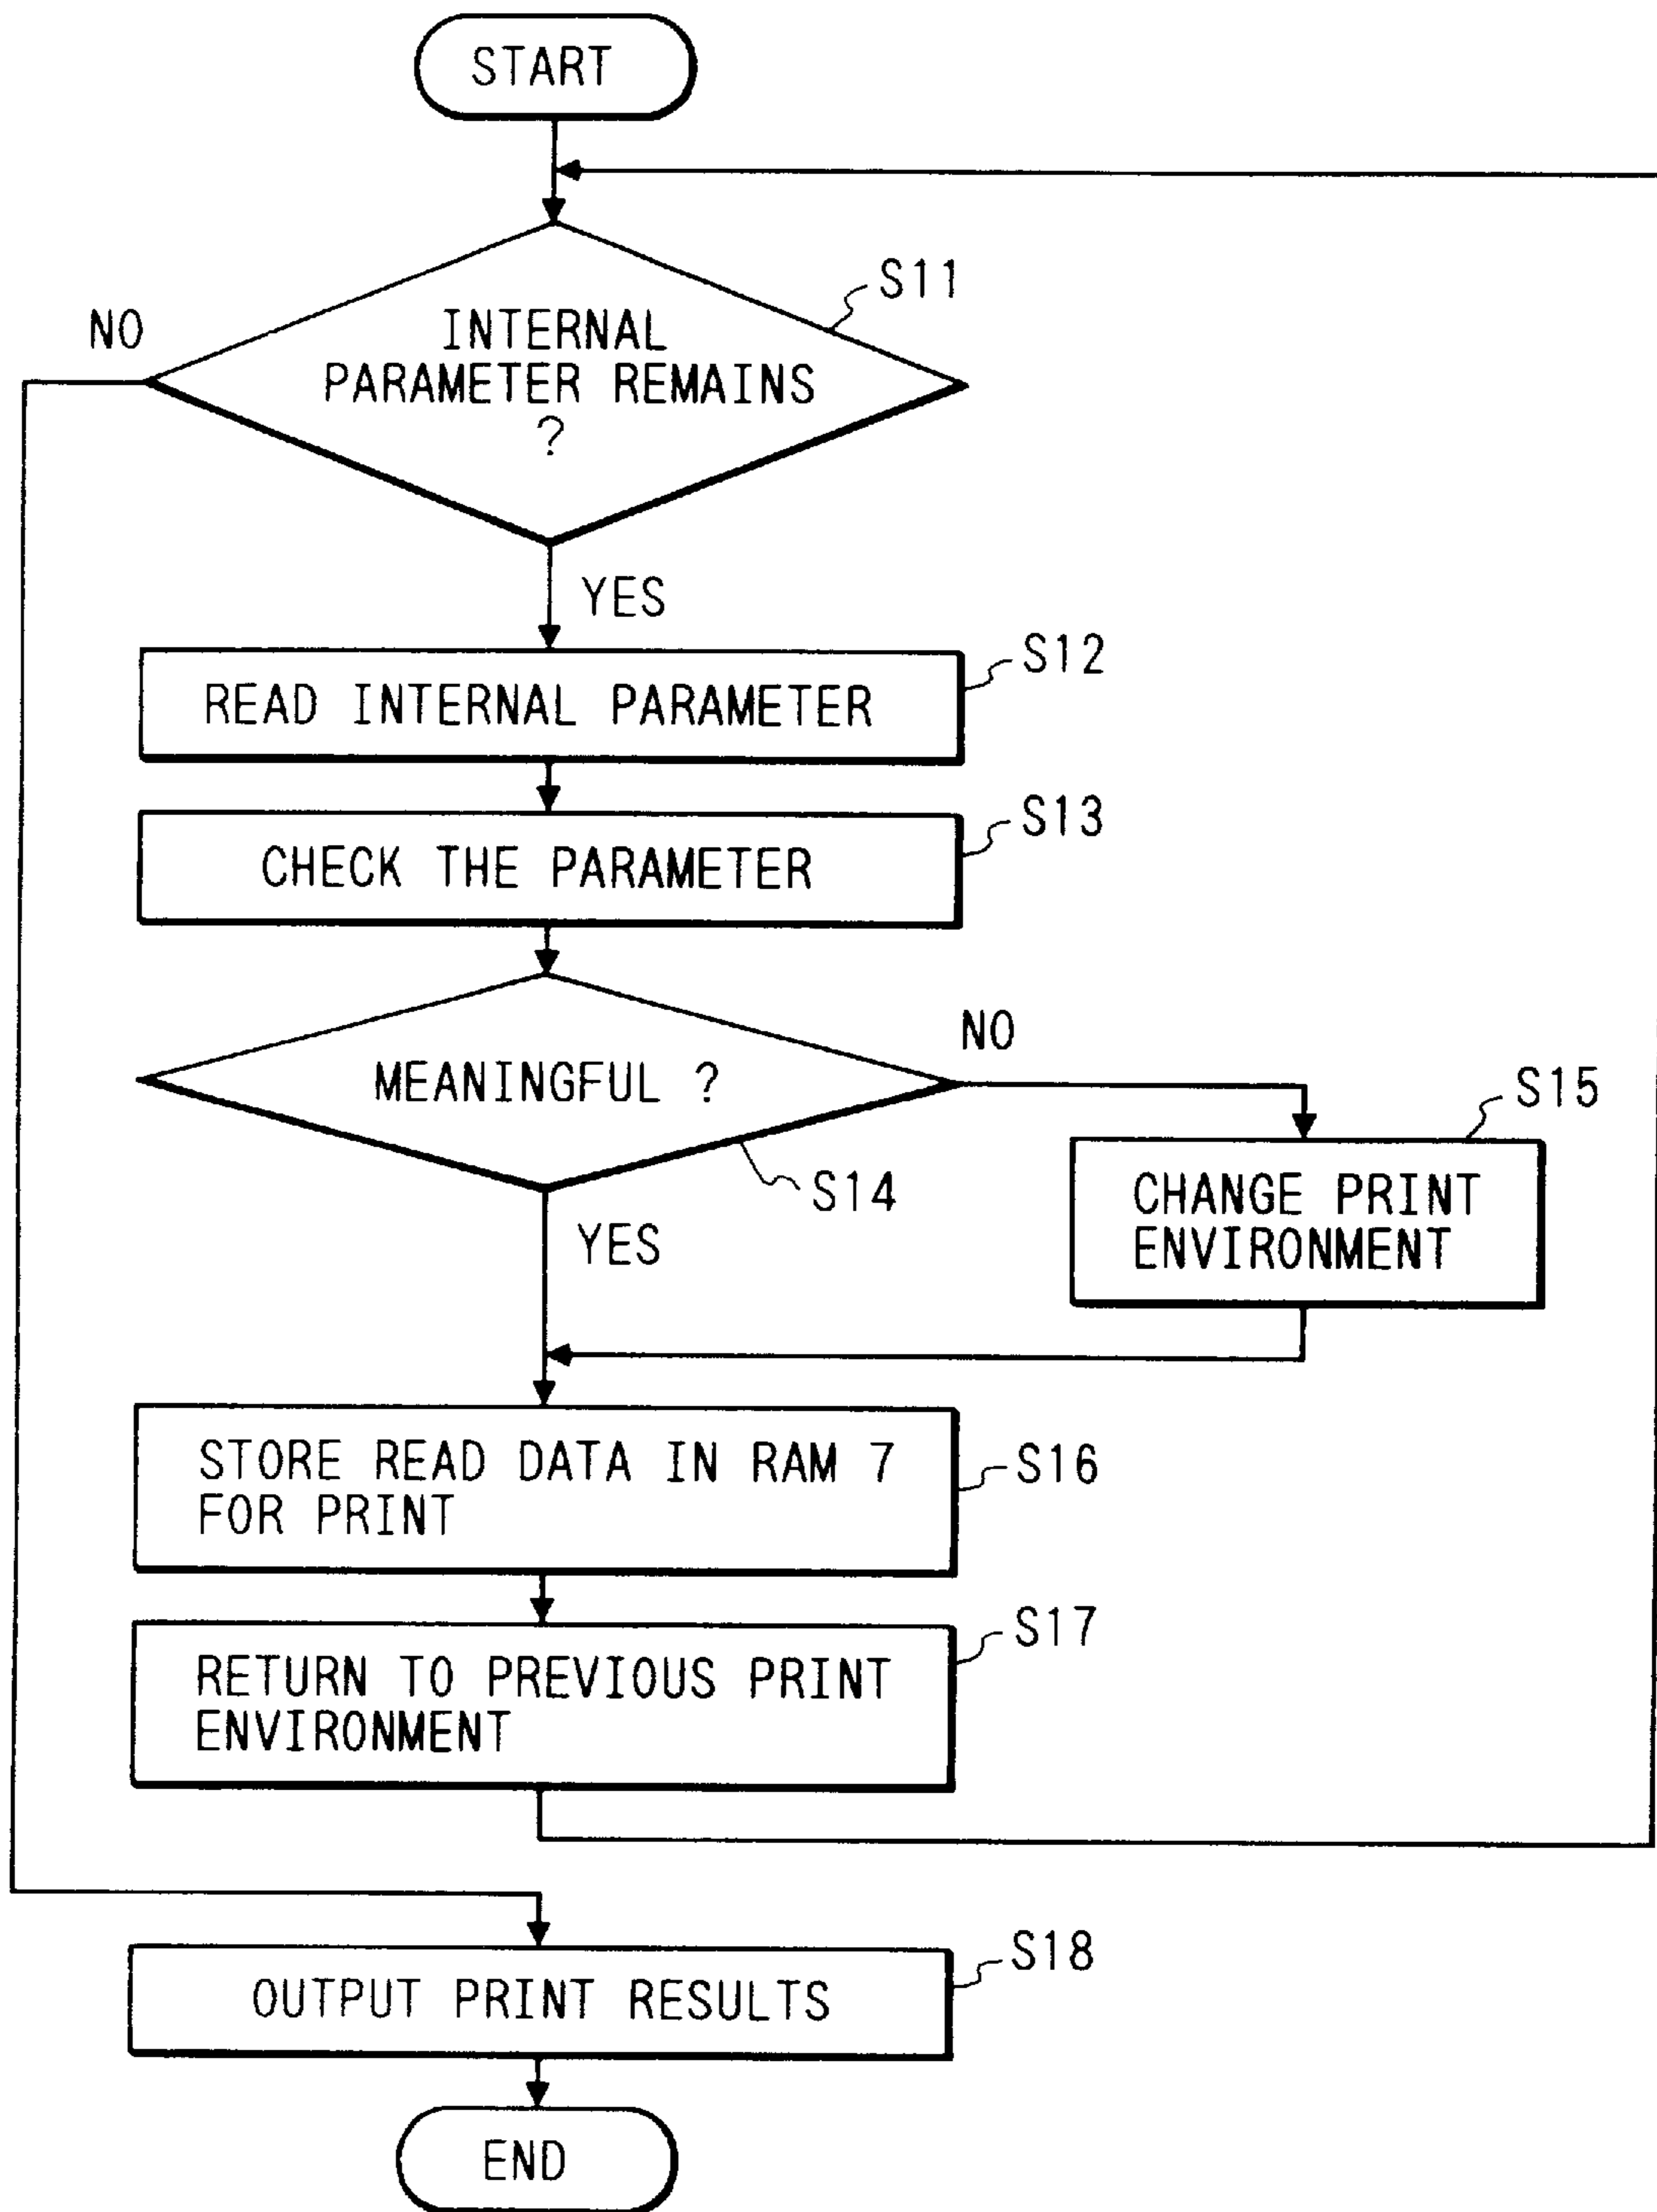 START
S11
NO
INTERNAL
PARAMETER REMAINS
?
YES
S12
READ INTERNAL PARAMETER
S13
CHECK THE PARAMETER
NO
MEANINGFUL ?
S15
S14
CHANGE PRINT
ENVIRONMENT
YES
STORE READ DATA IN RAM 7
FOR PRINT
S16
S17
RETURN TO PREVIOUS PRINT
ENVIRONMENT
S18
OUTPUT PRINT RESULTS
END